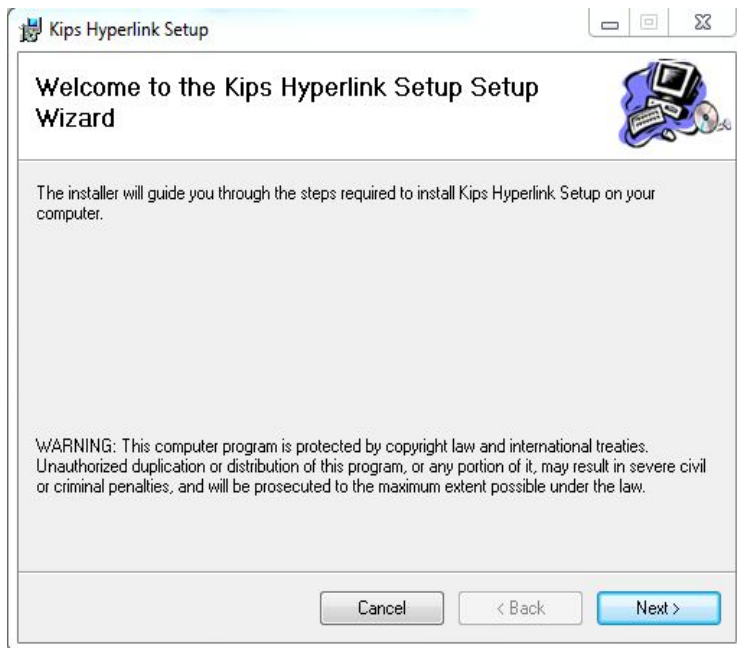 Kips Hyperlink Setup
Welcome to the Kips Hyperlink Setup Setup
Wizard
The installer will guide you through the steps required to install Kips Hyperlink Setup on your
computer.
WARNING: This computer program is protected by copyright law and international treaties.
Unauthorized duplication or distribution of this program, or any portion of it, may result in severe civil
or criminal penalties, and will be prosecuted to the maximum extent possible under the law.
Cancel
< Back
Next >